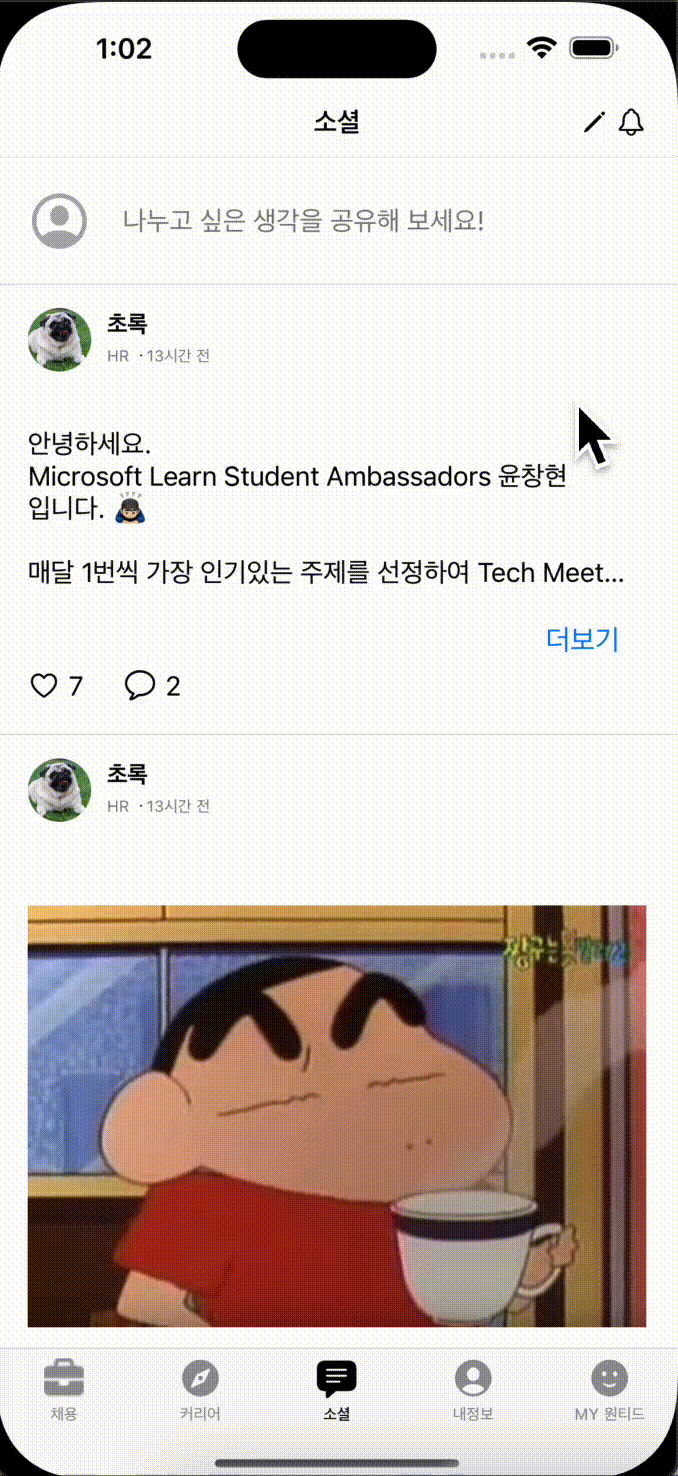 1:02
소셜
나누고 싶은 생각을 공유해 보세요!
초록
HR ·13시간 전
안녕하세요.
Microsoft Learn Student Ambassadors 윤창현
입니다. 🙇🏻‍♂️
매달 1번씩 가장 인기있는 주제를 선정하여 Tech Meet...
더보기
7 2
초록
HR ·13시간 전
짱구는
채용 커리어 소셜 내정보 MY 원티드